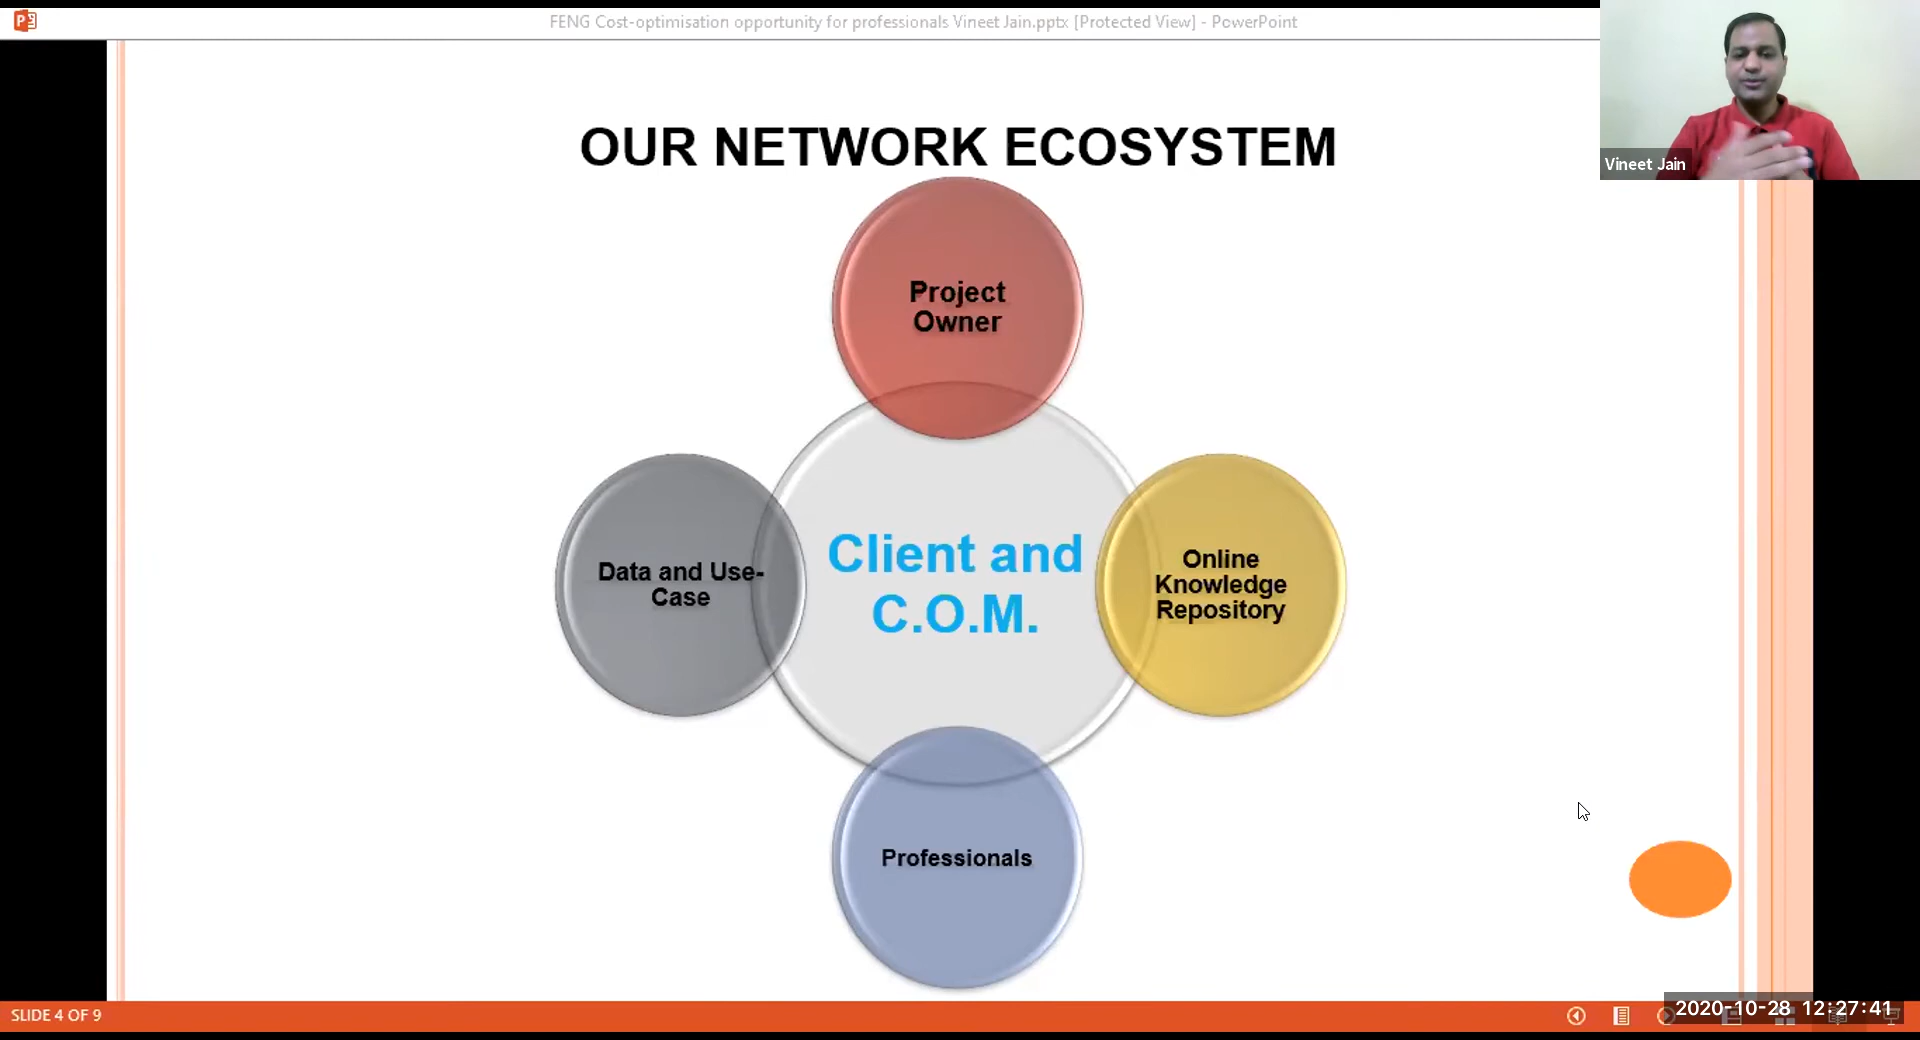 FENG Cost-optimisation opportunity for professionals Vineet Jain.pptx [Protected View] - PowerPoint
Vineet Jain
OUR NETWORK ECOSYSTEM
Project
Owner
Data and Use-
Case
Client and
C.O.M.
Online
Knowledge
Repository
Professionals
SLIDE 4 OF 9
2020-10-28 12:27:41